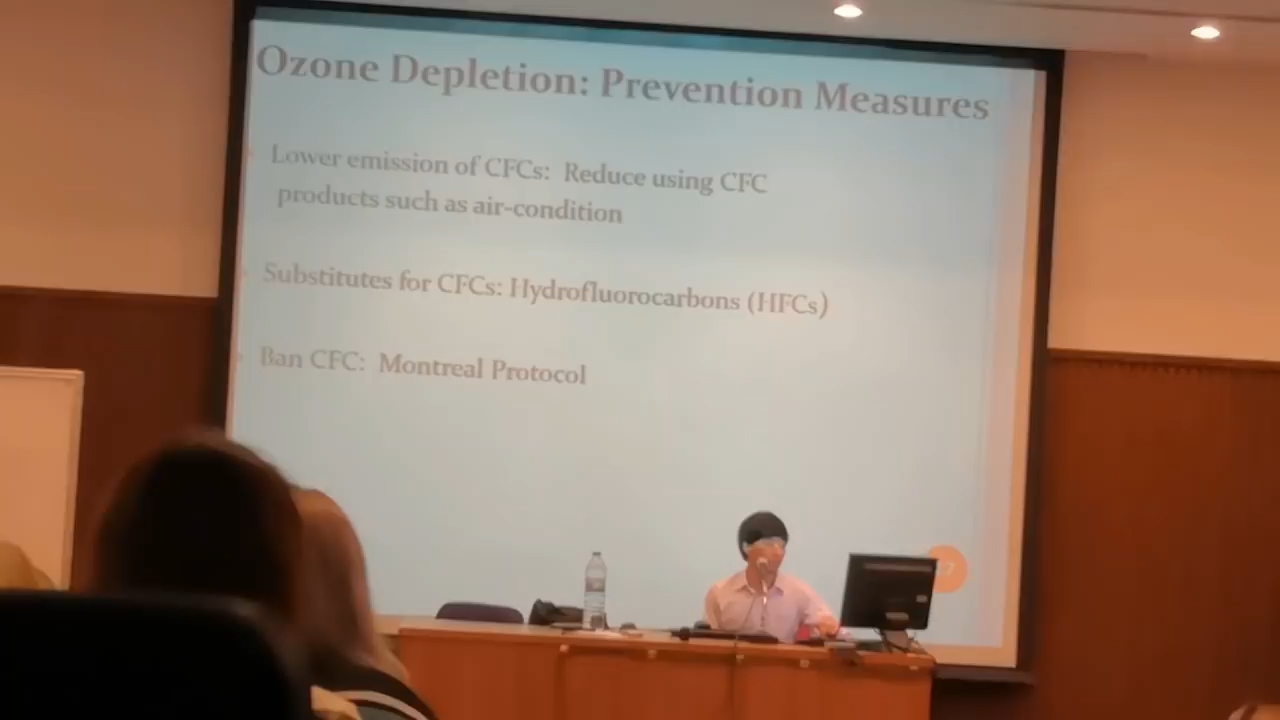 Ozone Depletion: Prevention Measures
Lower emission of CFCs: Reduce using CFC
products such as air-condition
Substitutes for CFCs: Hydrofluorocarbons (HFCs)
Ban CFC: Montreal Protocol